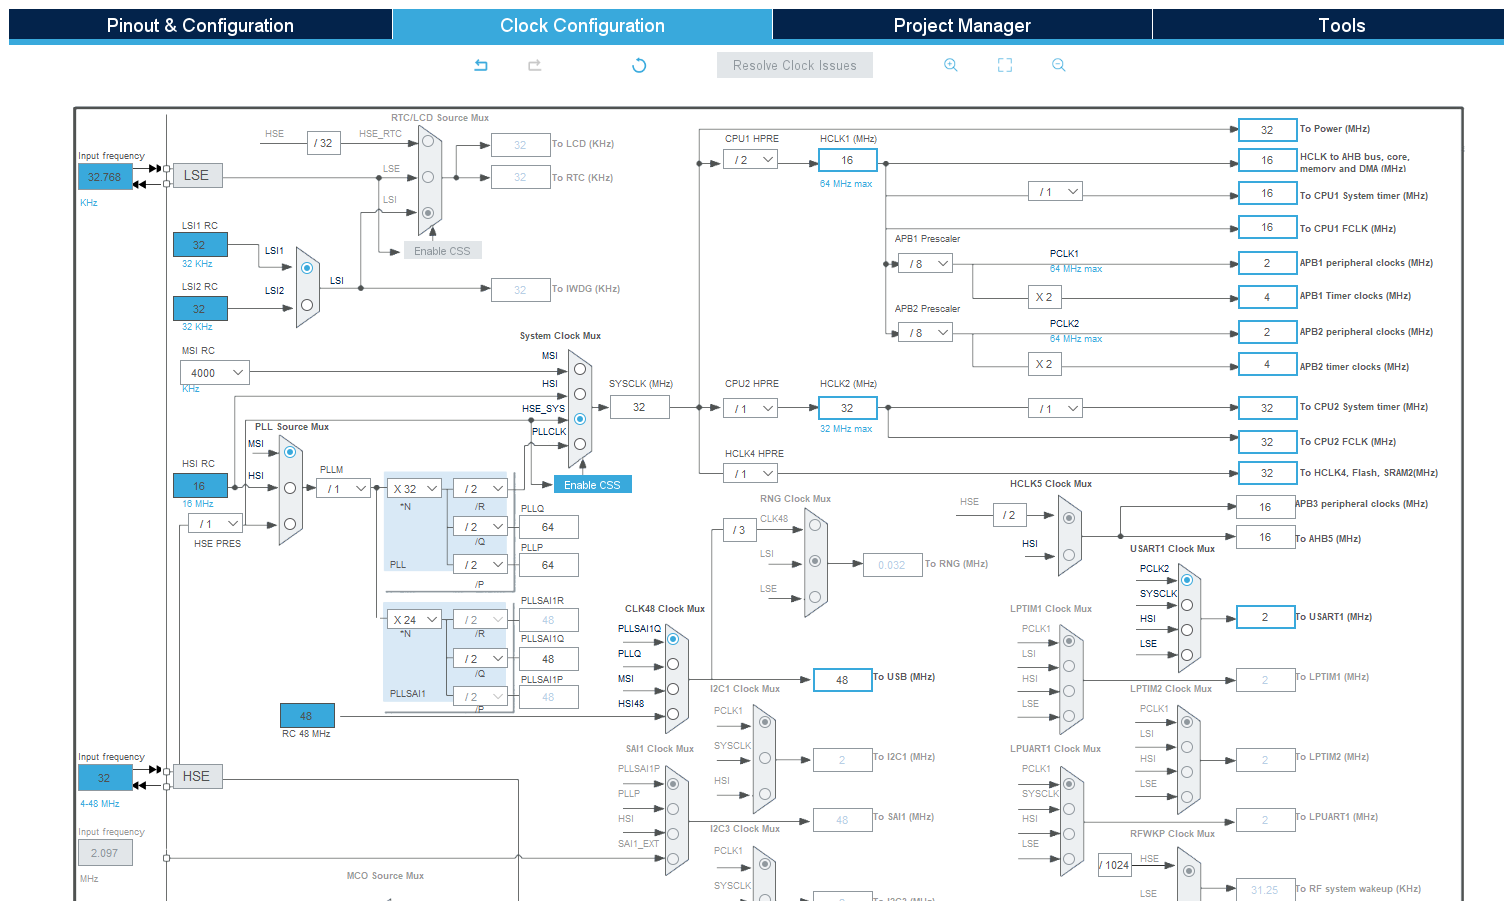 Pinout & Configuration
Clock Configuration
Project Manager
Tools
Resolve Clock Issues
RTC/LCD Source Mux
HSE
/ 32
HSE_RTC
32
To LCD (KHz)
LSE
32
To RTC (KHz)
LSI
Enable CSS
Input frequency
32.768
KHz
LSE
LSI1 RC
32
32 KHz
LSI1
LSI2 RC
32
32 KHz
LSI2
LSI
32
To IWDG (KHz)
MSI RC
4000
KHz
HSI RC
16
16 MHz
/ 1
HSE PRES
PLL Source Mux
MSI
HSI
PLLM
/ 1
System Clock Mux
MSI
HSI
HSE_SYS
PLLCLK
Enable CSS
SYSCLK (MHz)
32
X 32
*N
/ 2
/R
/ 2
/Q
/ 2
/P
PLL
PLLQ
64
PLLP
64
X 24
*N
/ 2
/R
/ 2
/Q
/ 2
/P
PLLSAI1
PLLSAI1R
48
PLLSAI1Q
48
PLLSAI1P
48
48
RC 48 MHz
Input frequency
32
4-48 MHz
HSE
Input frequency
2.097
MHz
MCO Source Mux
CPU1 HPRE
/ 2
HCLK1 (MHz)
16
64 MHz max
32
To Power (MHz)
16
HCLK to AHB bus, core,
memory and DMA (MHz)
/ 1
16
To CPU1 System timer (MHz)
16
To CPU1 FCLK (MHz)
APB1 Prescaler
/ 8
PCLK1
64 MHz max
2
APB1 peripheral clocks (MHz)
X 2
4
APB1 Timer clocks (MHz)
APB2 Prescaler
/ 8
PCLK2
64 MHz max
2
APB2 peripheral clocks (MHz)
X 2
4
APB2 timer clocks (MHz)
CPU2 HPRE
/ 1
HCLK2 (MHz)
32
32 MHz max
/ 1
32
To CPU2 System timer (MHz)
32
To CPU2 FCLK (MHz)
HCLK4 HPRE
/ 1
32
To HCLK4, Flash, SRAM2(MHz)
RNG Clock Mux
/ 3
CLK48
LSI
LSE
0.032
To RNG (MHz)
HCLK5 Clock Mux
HSE
/ 2
HSI
16
APB3 peripheral clocks (MHz)
16
To AHB5 (MHz)
USART1 Clock Mux
PCLK2
SYSCLK
HSI
LSE
2
To USART1 (MHz)
CLK48 Clock Mux
PLLSAI1Q
PLLQ
MSI
HSI48
48
To USB (MHz)
LPTIM1 Clock Mux
PCLK1
LSI
HSI
LSE
2
To LPTIM1 (MHz)
I2C1 Clock Mux
PCLK1
SYSCLK
HSI
2
To I2C1 (MHz)
LPTIM2 Clock Mux
PCLK1
LSI
HSI
LSE
2
To LPTIM2 (MHz)
SAI1 Clock Mux
PLLSAI1P
PLLP
HSI
SAI1_EXT
48
To SAI1 (MHz)
LPUART1 Clock Mux
PCLK1
SYSCLK
HSI
LSE
2
To LPUART1 (MHz)
I2C3 Clock Mux
PCLK1
SYSCLK
2
To I2C3 (MHz)
RFWKP Clock Mux
/ 1024
HSE
LSE
31.25
To RF system wakeup (KHz)